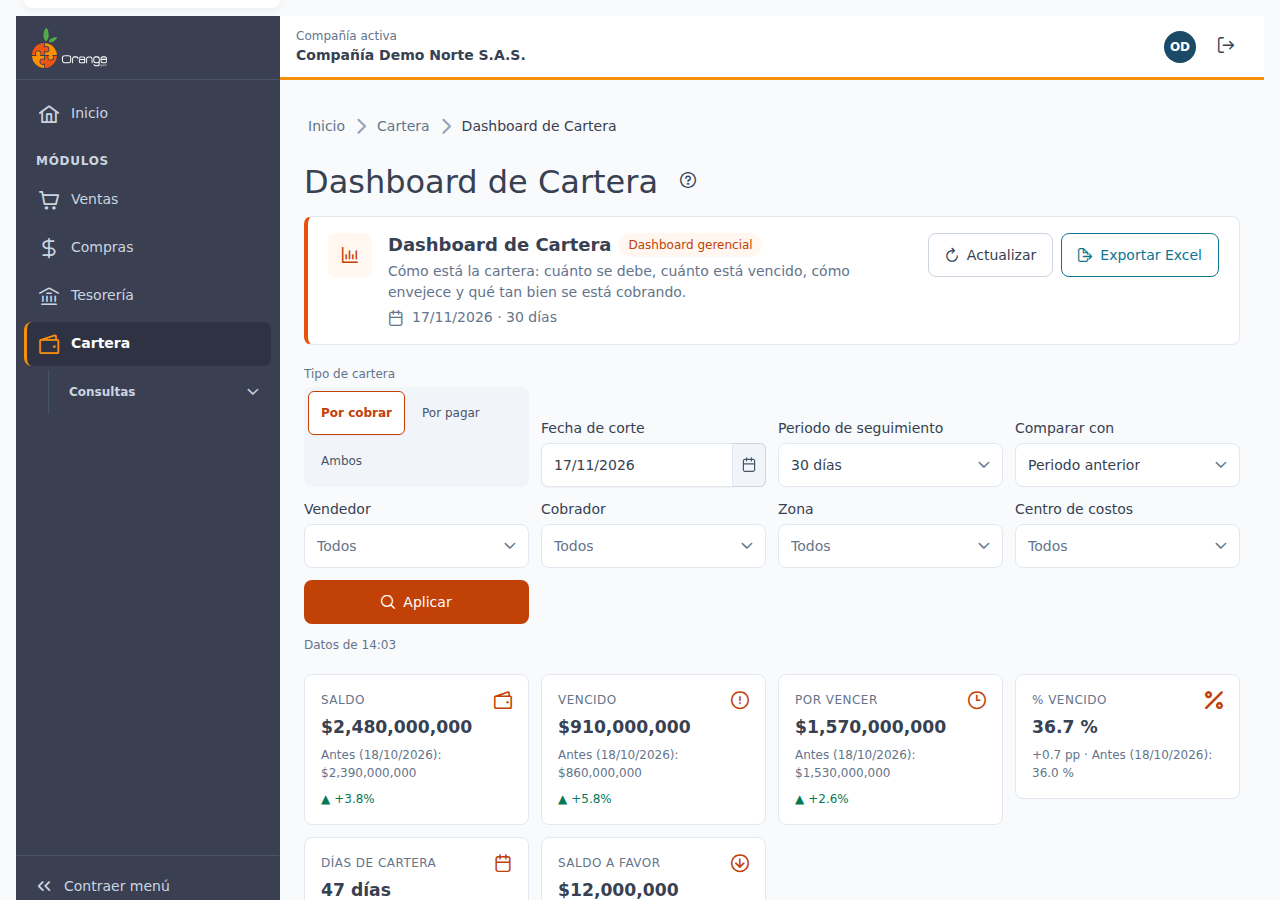 Orange
Compañía activa
Compañía Demo Norte S.A.S.
OD
Inicio
MÓDULOS
Ventas
Compras
Tesorería
Cartera
Consultas
Contraer menú
Inicio
Cartera
Dashboard de Cartera
Dashboard de Cartera
Dashboard de Cartera
Dashboard gerencial
Cómo está la cartera: cuánto se debe, cuánto está vencido, cómo
envejece y qué tan bien se está cobrando.
17/11/2026 · 30 días
Actualizar
Exportar Excel
Tipo de cartera
Por cobrar
Por pagar
Ambos
Fecha de corte
17/11/2026
Periodo de seguimiento
30 días
Comparar con
Periodo anterior
Vendedor
Todos
Cobrador
Todos
Zona
Todos
Centro de costos
Todos
Aplicar
Datos de 14:03
SALDO
$2,480,000,000
Antes (18/10/2026):
$2,390,000,000
▲ +3.8%
VENCIDO
$910,000,000
Antes (18/10/2026):
$860,000,000
▲ +5.8%
POR VENCER
$1,570,000,000
Antes (18/10/2026):
$1,530,000,000
▲ +2.6%
% VENCIDO
36.7 %
+0.7 pp · Antes (18/10/2026):
36.0 %
DÍAS DE CARTERA
47 días
SALDO A FAVOR
$12,000,000